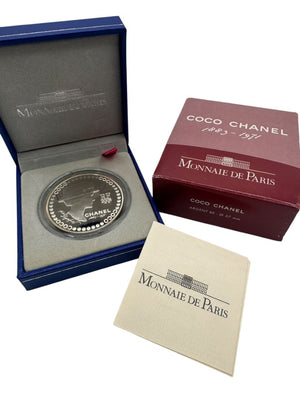 MONNAIE DE PARIS
CHANEL
COCO CHANEL
1883-1971
MONNAIE DE PARIS
COCO CHANEL
MONNAIE DE PARIS